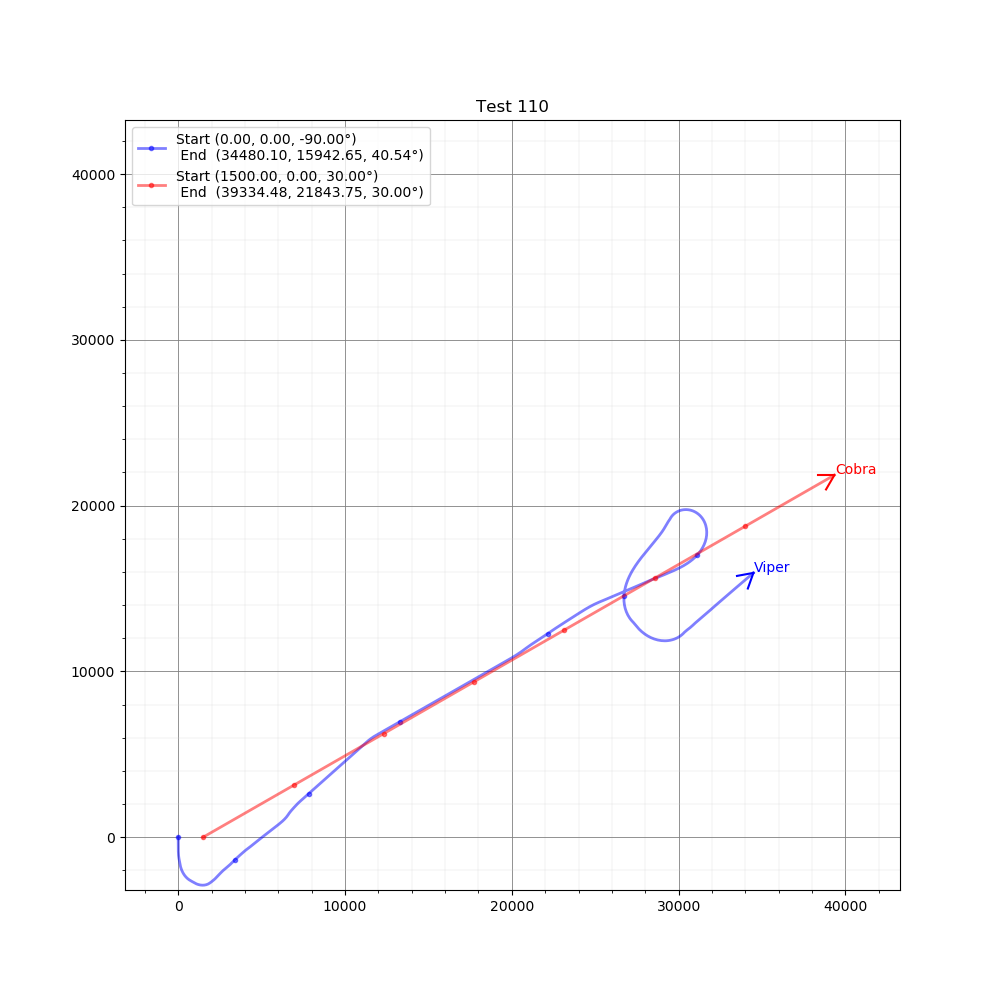 Test 110
Start (0.00, 0.00, -90.00°)
End (34480.10, 15942.65, 40.54°)
Start (1500.00, 0.00, 30.00°)
End (39334.48, 21843.75, 30.00°)
40000
30000
20000
10000
0
Cobra
Viper
0 10000 20000 30000 40000